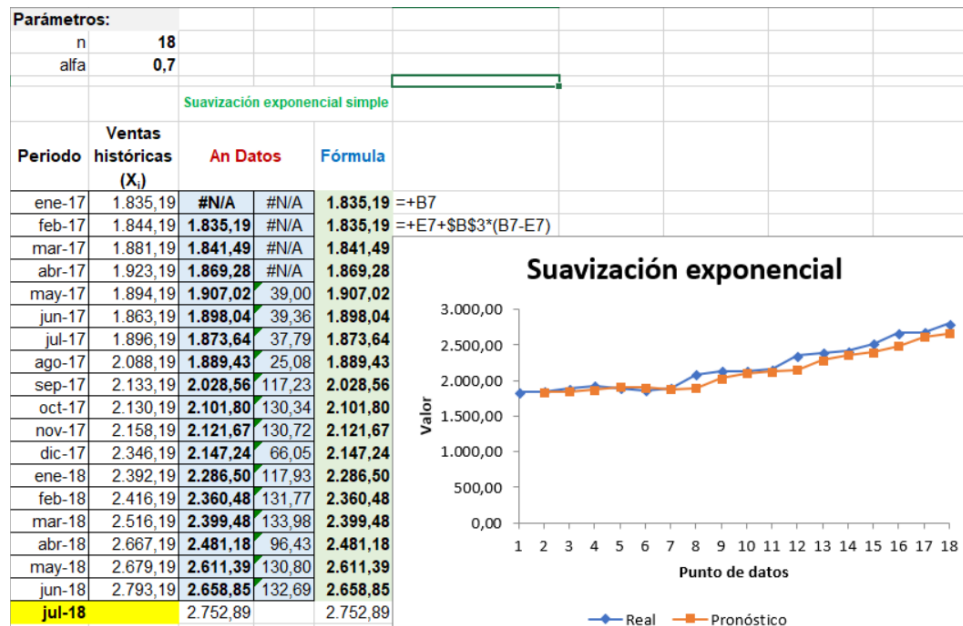 Parámetros:
n 18
alfa 0,7
Suavización exponencial simple
Periodo Ventas históricas (Xᵢ) An Datos Fórmula
ene-17 1.835,19 #N/A #N/A 1.835,19 =+B7
feb-17 1.844,19 1.835,19 #N/A 1.835,19 =+E7+$B$3*(B7-E7)
mar-17 1.881,19 1.841,49 #N/A 1.841,49
abr-17 1.923,19 1.869,28 #N/A 1.869,28
may-17 1.894,19 1.907,02 39,00 1.907,02
jun-17 1.863,19 1.898,04 39,36 1.898,04
jul-17 1.896,19 1.873,64 37,79 1.873,64
ago-17 2.088,19 1.889,43 25,08 1.889,43
sep-17 2.133,19 2.028,56 117,23 2.028,56
oct-17 2.130,19 2.101,80 130,34 2.101,80
nov-17 2.158,19 2.121,67 130,72 2.121,67
dic-17 2.346,19 2.147,24 66,05 2.147,24
ene-18 2.392,19 2.286,50 117,93 2.286,50
feb-18 2.416,19 2.360,48 131,77 2.360,48
mar-18 2.516,19 2.399,48 133,98 2.399,48
abr-18 2.667,19 2.481,18 96,43 2.481,18
may-18 2.679,19 2.611,39 130,80 2.611,39
jun-18 2.793,19 2.658,85 132,69 2.658,85
jul-18 2.752,89 2.752,89
Suavización exponencial
Valor
3.000,00
2.500,00
2.000,00
1.500,00
1.000,00
500,00
0,00
1 2 3 4 5 6 7 8 9 10 11 12 13 14 15 16 17 18
Punto de datos
Real Pronóstico